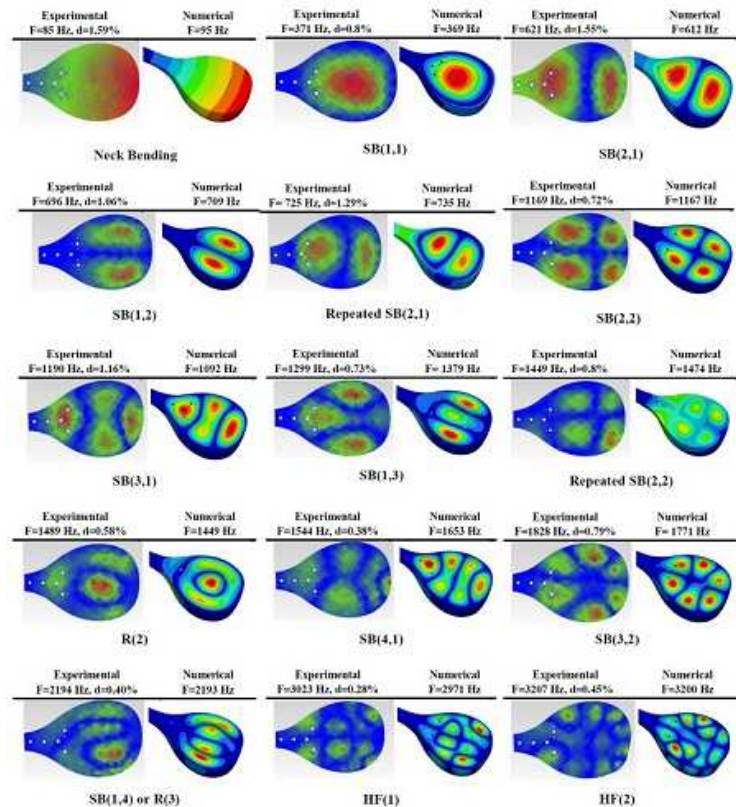 Experimental Numerical
F=85 Hz, d=1.59% F=95 Hz
Neck Bending
Experimental Numerical
F=371 Hz, d=0.8% F=369 Hz
SB(1,1)
Experimental Numerical
F=621 Hz, d=1.55% F=612 Hz
SB(2,1)
Experimental Numerical
F=696 Hz, d=1.06% F=709 Hz
SB(1,2)
Experimental Numerical
F= 725 Hz, d=1.29% F=735 Hz
Repeated SB(2,1)
Experimental Numerical
F=1169 Hz, d=0.72% F=1167 Hz
SB(2,2)
Experimental Numerical
F=1190 Hz, d=1.16% F=1092 Hz
SB(3,1)
Experimental Numerical
F=1299 Hz, d=0.73% F= 1379 Hz
SB(1,3)
Experimental Numerical
F=1449 Hz, d=0.8% F=1474 Hz
Repeated SB(2,2)
Experimental Numerical
F=1489 Hz, d=0.58% F=1449 Hz
R(2)
Experimental Numerical
F=1544 Hz, d=0.38% F=1653 Hz
SB(4,1)
Experimental Numerical
F=1828 Hz, d=0.79% F= 1771 Hz
SB(3,2)
Experimental Numerical
F=2194 Hz, d=0.40% F=2193 Hz
SB(1,4) or R(3)
Experimental Numerical
F=3023 Hz, d=0.28% F=2971 Hz
HF(1)
Experimental Numerical
F=3207 Hz, d=0.45% F=3200 Hz
HF(2)